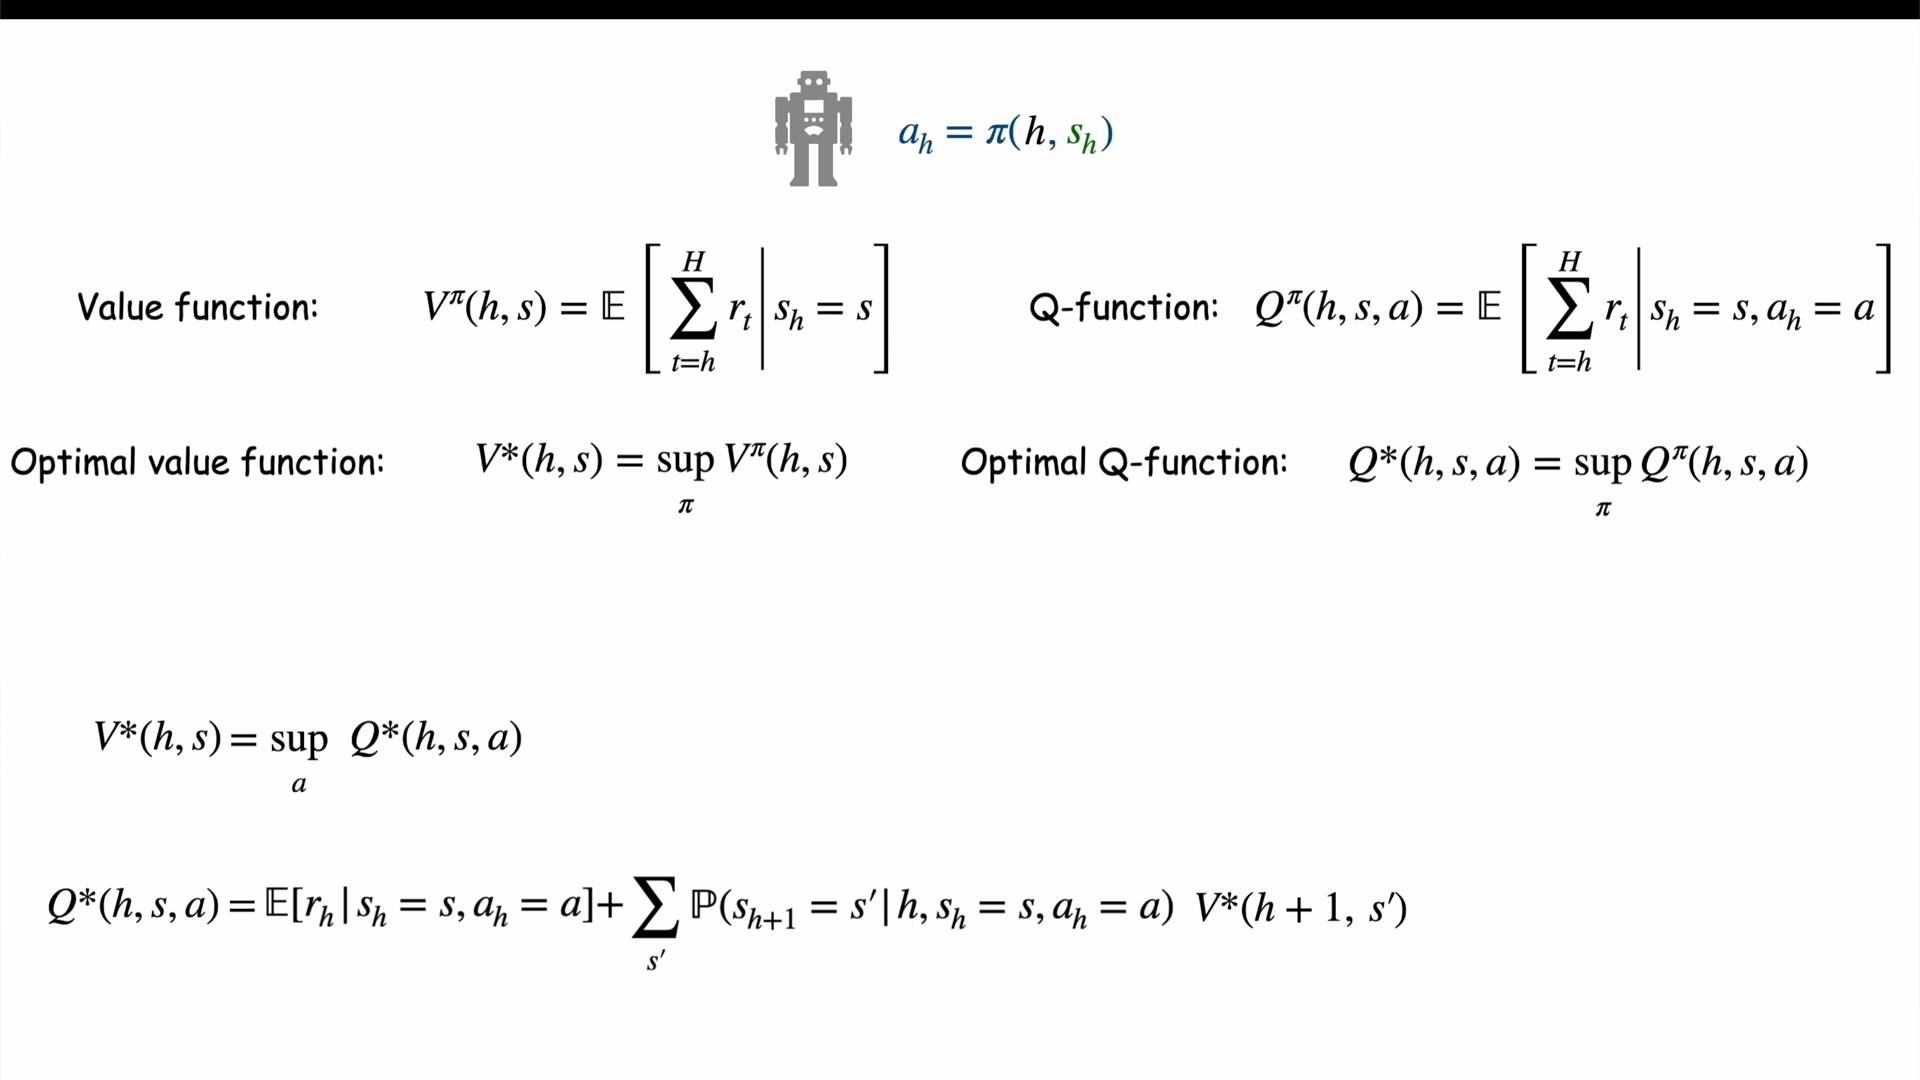 a_h = π(h, s_h)
Value function: V^π(h, s) = 𝔼 [ ∑_{t=h}^{H} r_t | s_h = s ] Q-function: Q^π(h, s, a) = 𝔼 [ ∑_{t=h}^{H} r_t | s_h = s, a_h = a ]
Optimal value function: V*(h, s) = sup_π V^π(h, s) Optimal Q-function: Q*(h, s, a) = sup_π Q^π(h, s, a)
V*(h, s) = sup_a Q*(h, s, a)
Q*(h, s, a) = 𝔼[r_h | s_h = s, a_h = a] + ∑_{s′} ℙ(s_{h+1} = s′ | h, s_h = s, a_h = a) V*(h + 1, s′)